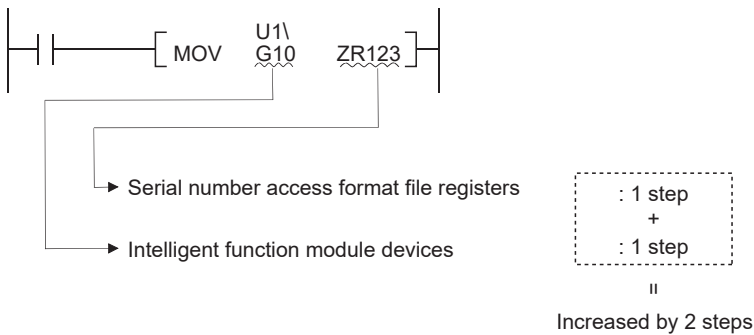 U1\
MOV G10 ZR123
Serial number access format file registers : 1 step
+
Intelligent function module devices : 1 step
=
Increased by 2 steps